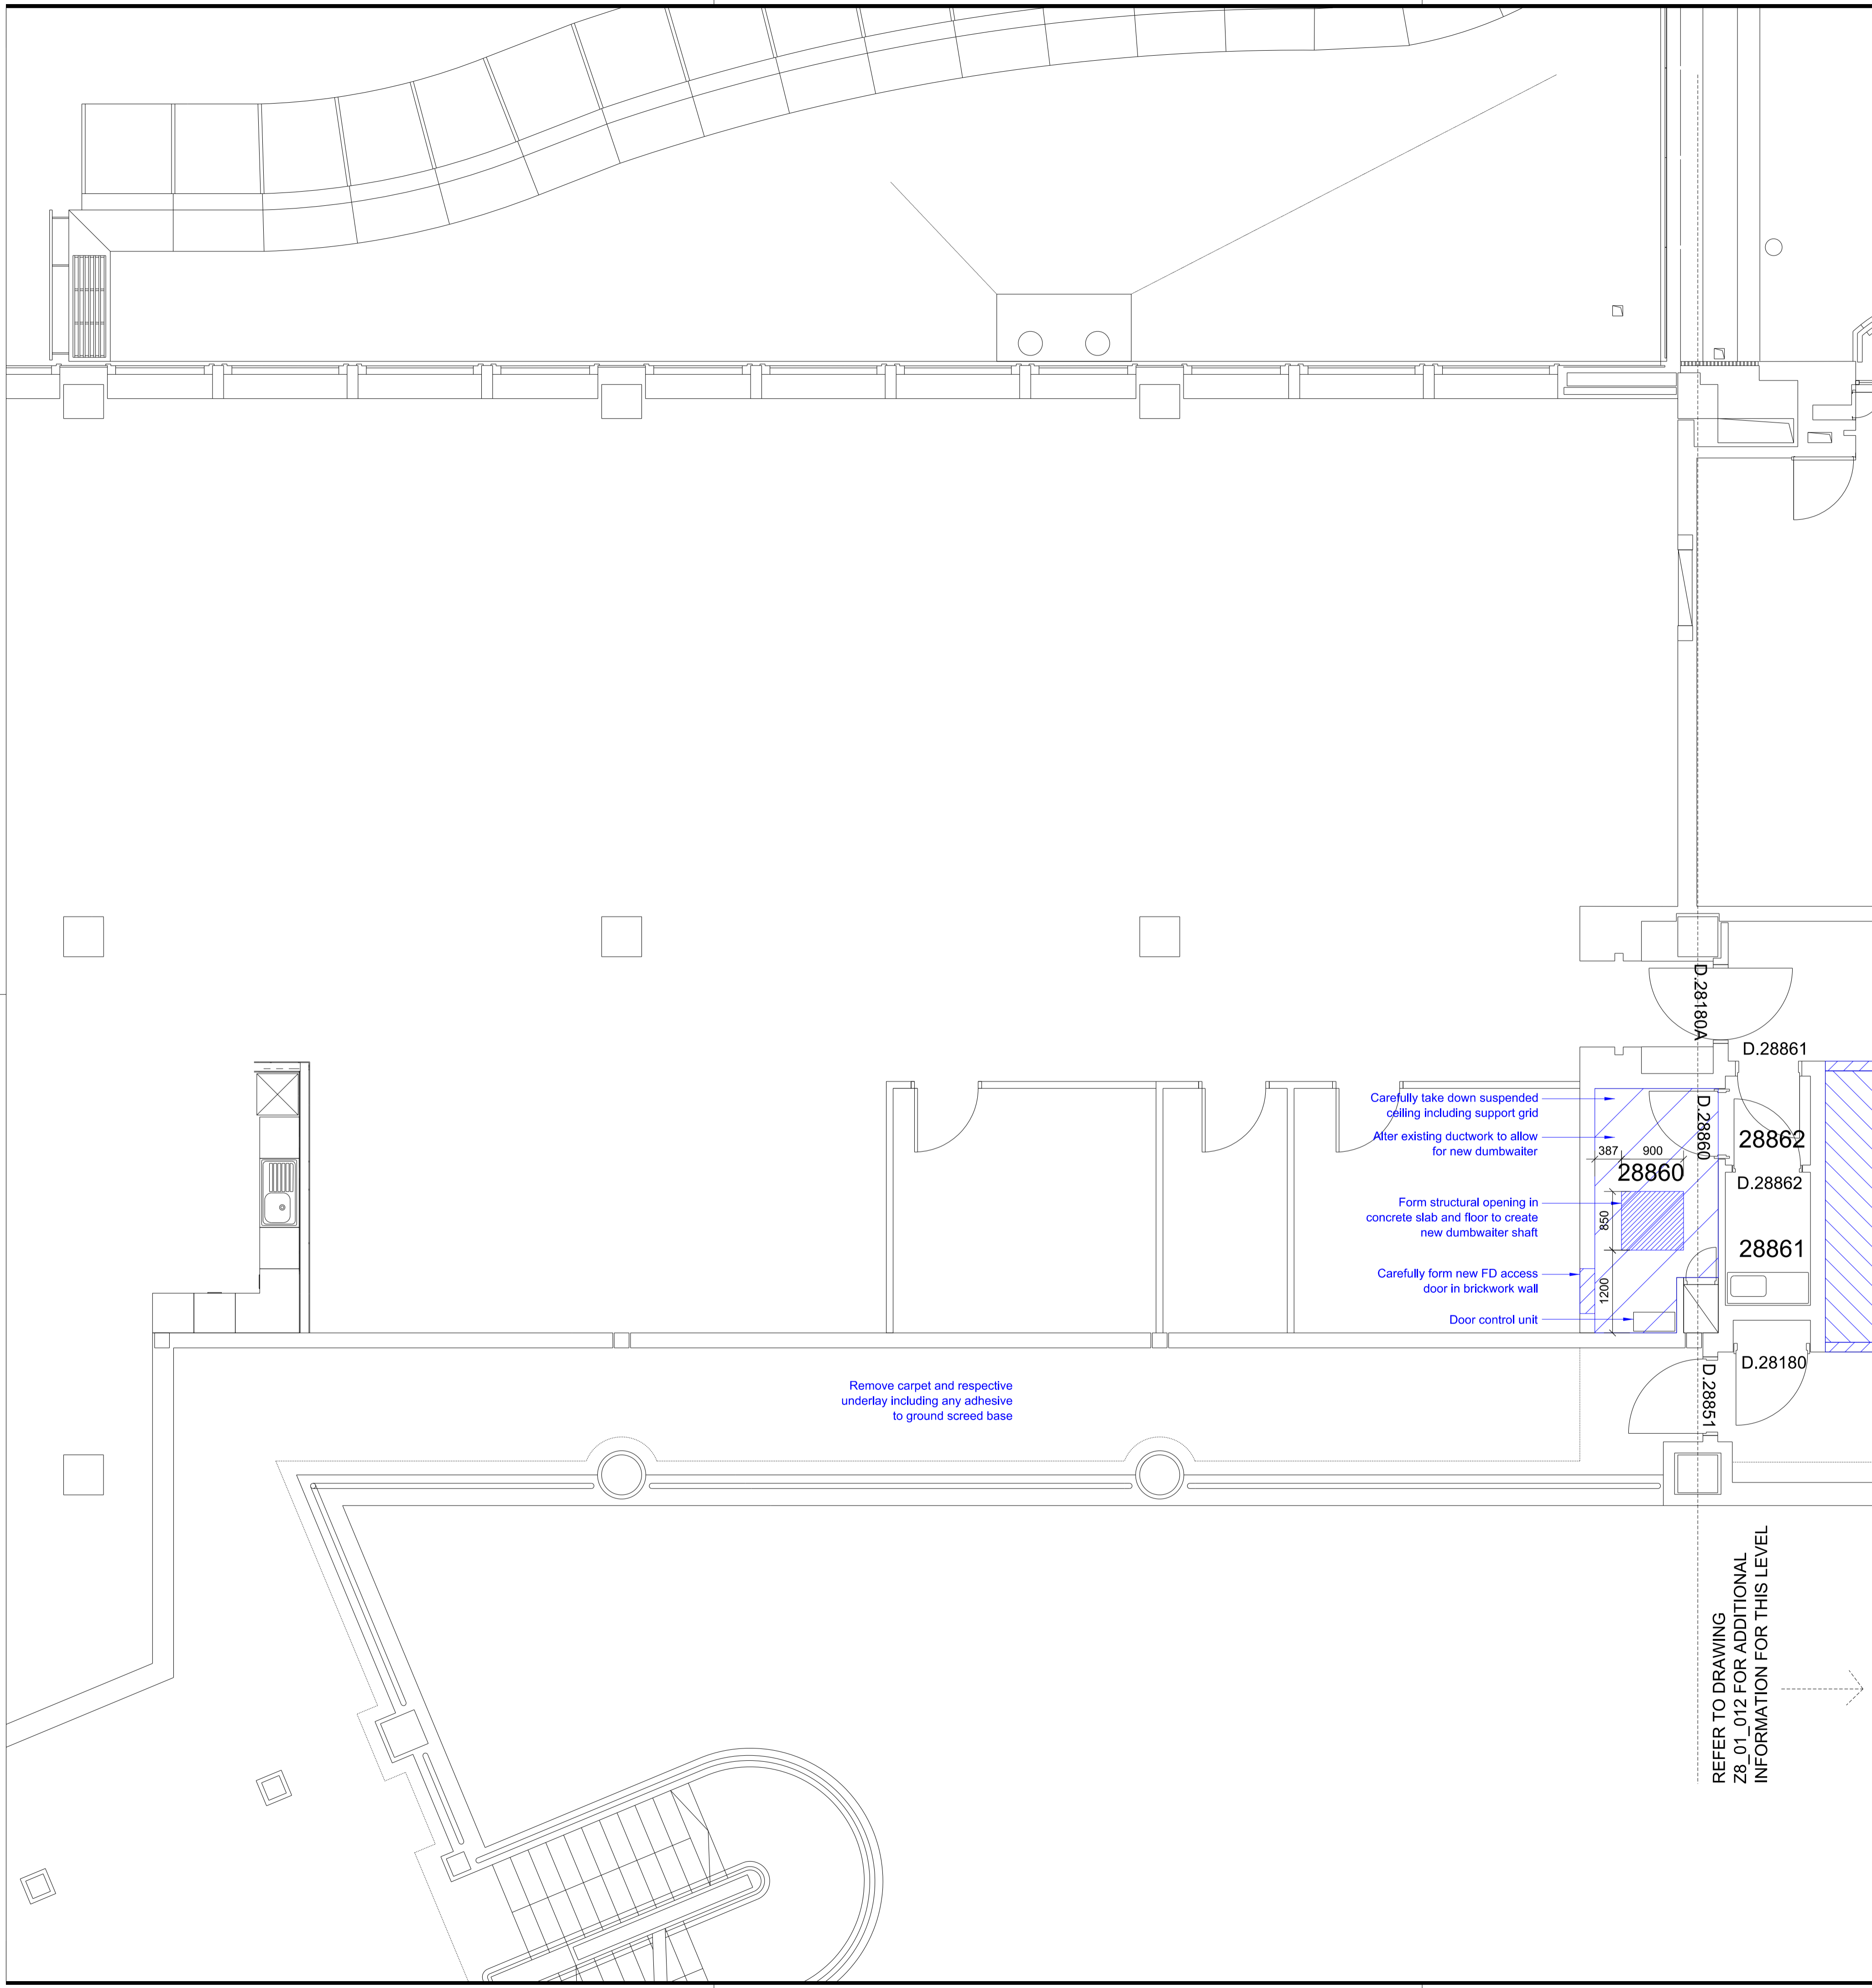 D.28180A
D.28861
Carefully take down suspended
ceiling including support grid
Alter existing ductwork to allow
for new dumbwaiter
D.28860
28862
387
900
28860
D.28862
Form structural opening in
concrete slab and floor to create
new dumbwaiter shaft
850
28861
Carefully form new FD access
door in brickwork wall
1200
Door control unit
D.28180
D.28851
Remove carpet and respective
underlay including any adhesive
to ground screed base
REFER TO DRAWING
Z8_01_012 FOR ADDITIONAL
INFORMATION FOR THIS LEVEL